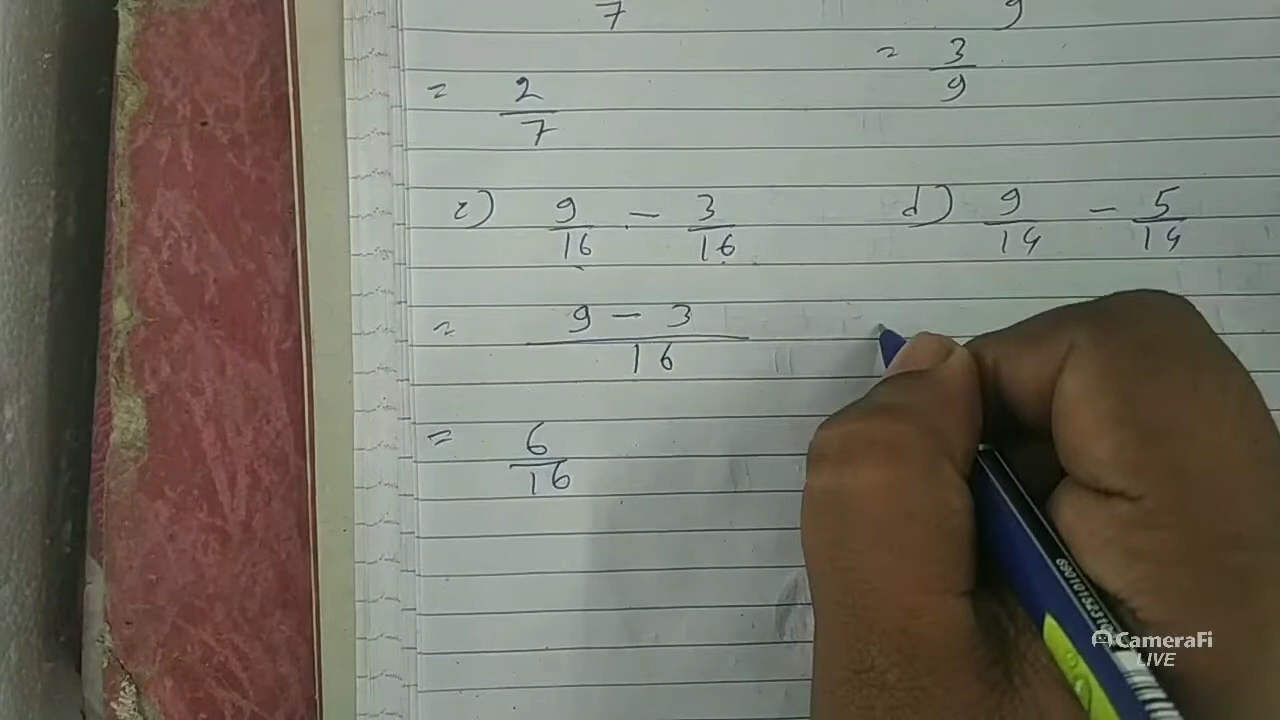 7
9
= 3/9
= 2/7
c) 9/16 - 3/16
d) 9/14 - 5/14
= 9 - 3 / 16
= 6/16
CameraFi
LIVE